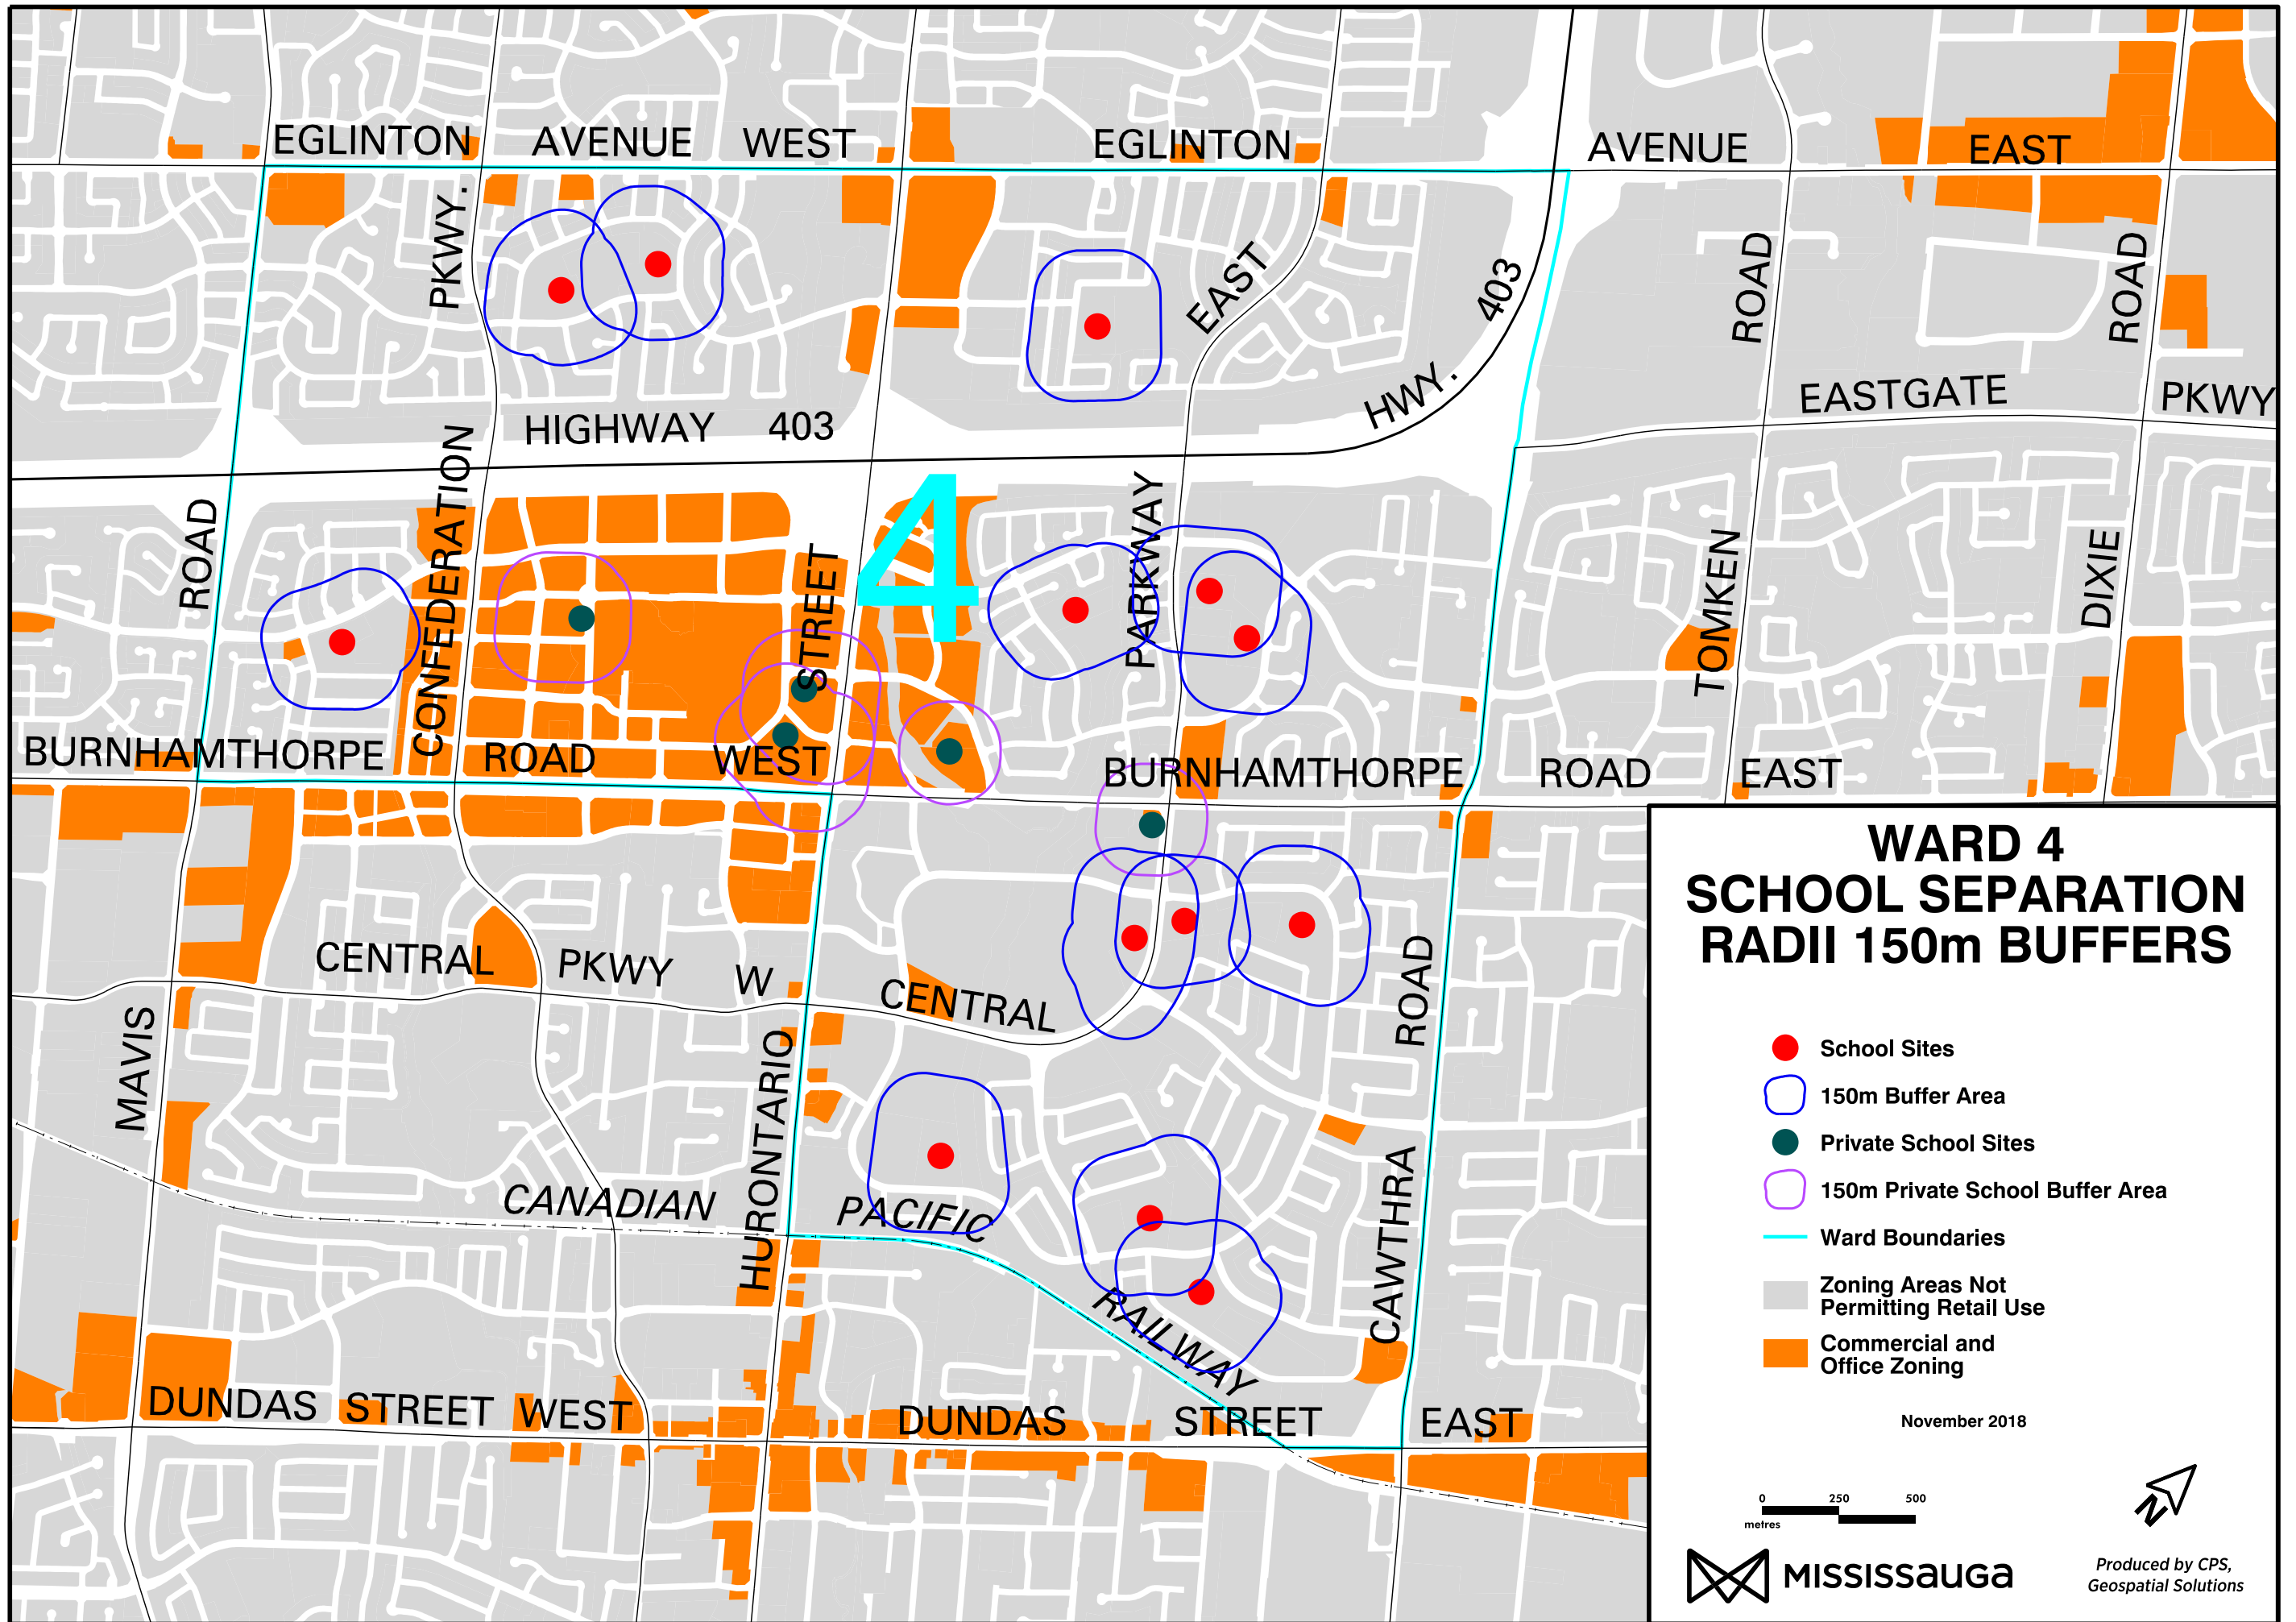 EGLINTON AVENUE WEST EGLINTON AVENUE EAST
PKWY.
EAST
403
ROAD
ROAD
HWY.
EASTGATE PKWY
HIGHWAY 403
CONFEDERATION
4
PARKWAY
ROAD
STREET
TOMKEN
DIXIE
BURNHAMTHORPE ROAD WEST BURNHAMTHORPE ROAD EAST
CENTRAL PKWY W CENTRAL
ROAD
MAVIS
HURONTARIO
CAWTHRA
CANADIAN PACIFIC RAILWAY
DUNDAS STREET WEST DUNDAS STREET EAST
WARD 4
SCHOOL SEPARATION
RADII 150m BUFFERS
School Sites
150m Buffer Area
Private School Sites
150m Private School Buffer Area
Ward Boundaries
Zoning Areas Not
Permitting Retail Use
Commercial and
Office Zoning
November 2018
0 250 500
metres
N
MISSISSauGa
Produced by CPS,
Geospatial Solutions